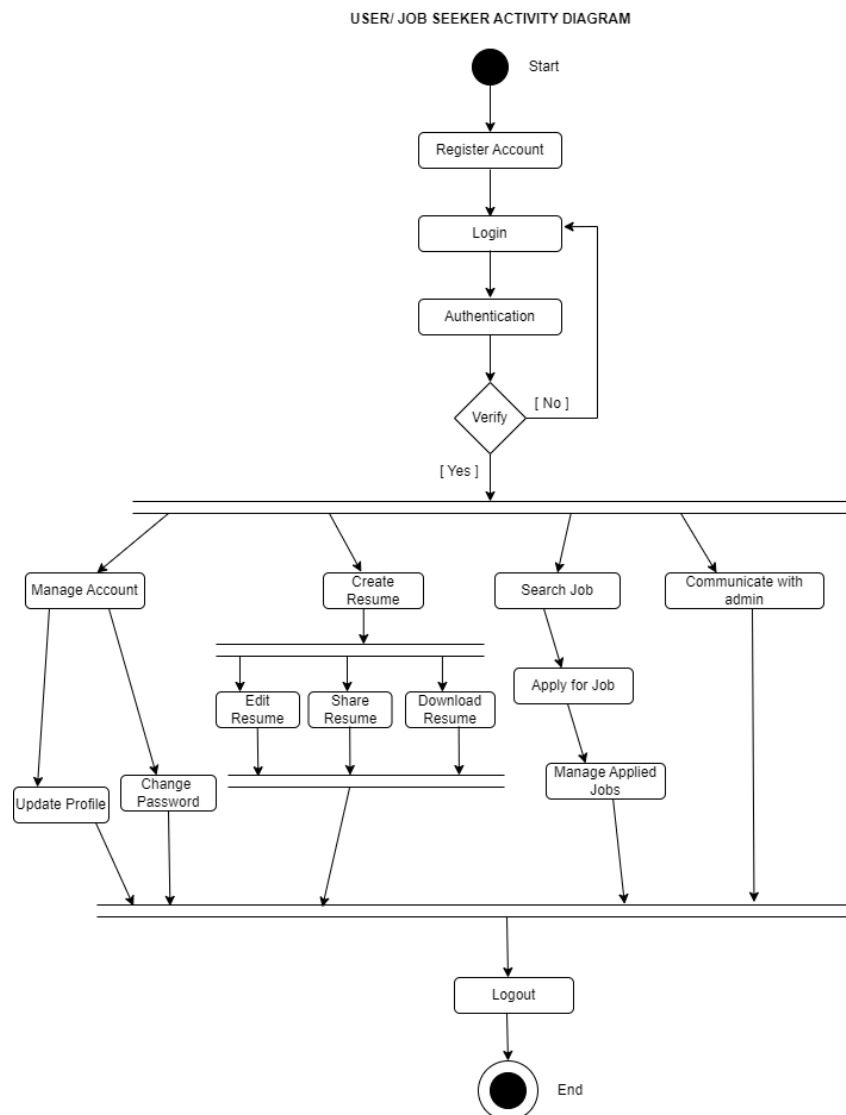 USER/ JOB SEEKER ACTIVITY DIAGRAM
Start
Register Account
Login
Authentication
Verify
[ No ]
[ Yes ]
Manage Account
Create
Resume
Search Job
Communicate with
admin
Edit
Resume
Share
Resume
Download
Resume
Apply for Job
Manage Applied
Jobs
Update Profile
Change
Password
Logout
End